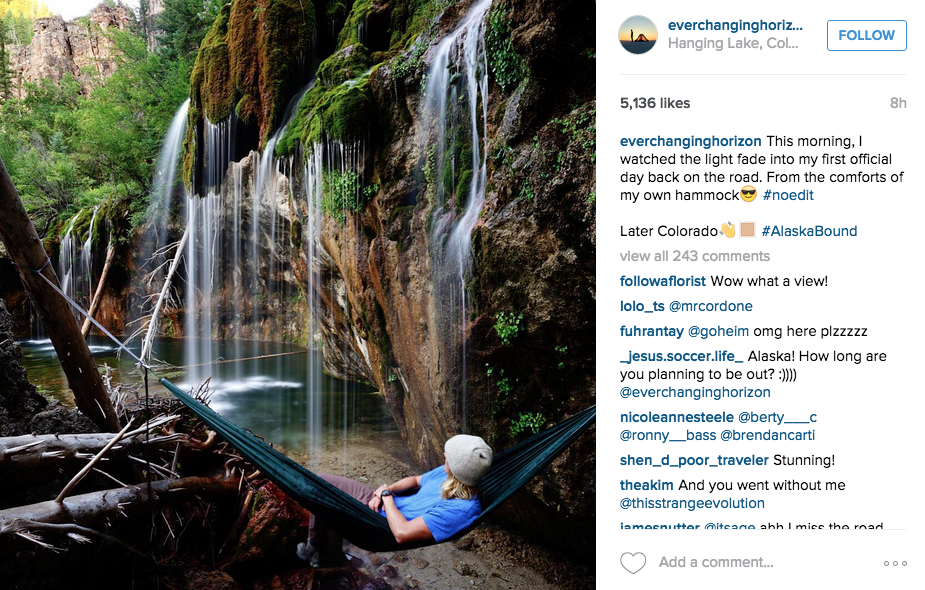 everchanginghoriz...
Hanging Lake, Col...
FOLLOW
5,136 likes
8h
everchanginghorizon This morning, I
watched the light fade into my first official
day back on the road. From the comforts of
my own hammock😎 #noedit
Later Colorado👋🏼 #AlaskaBound
view all 243 comments
followaflorist Wow what a view!
lolo_ts @mrcordone
fuhrantay @goheim omg here plzzzzz
_jesus.soccer.life_ Alaska! How long are
you planning to be out? :))))
@everchanginghorizon
nicoleannesteele @berty___c
@ronny__bass @brendancarti
shen_d_poor_traveler Stunning!
theakim And you went without me
@thisstrangeevolution
jamesnutter @jtsage ahh I miss the road
Add a comment...